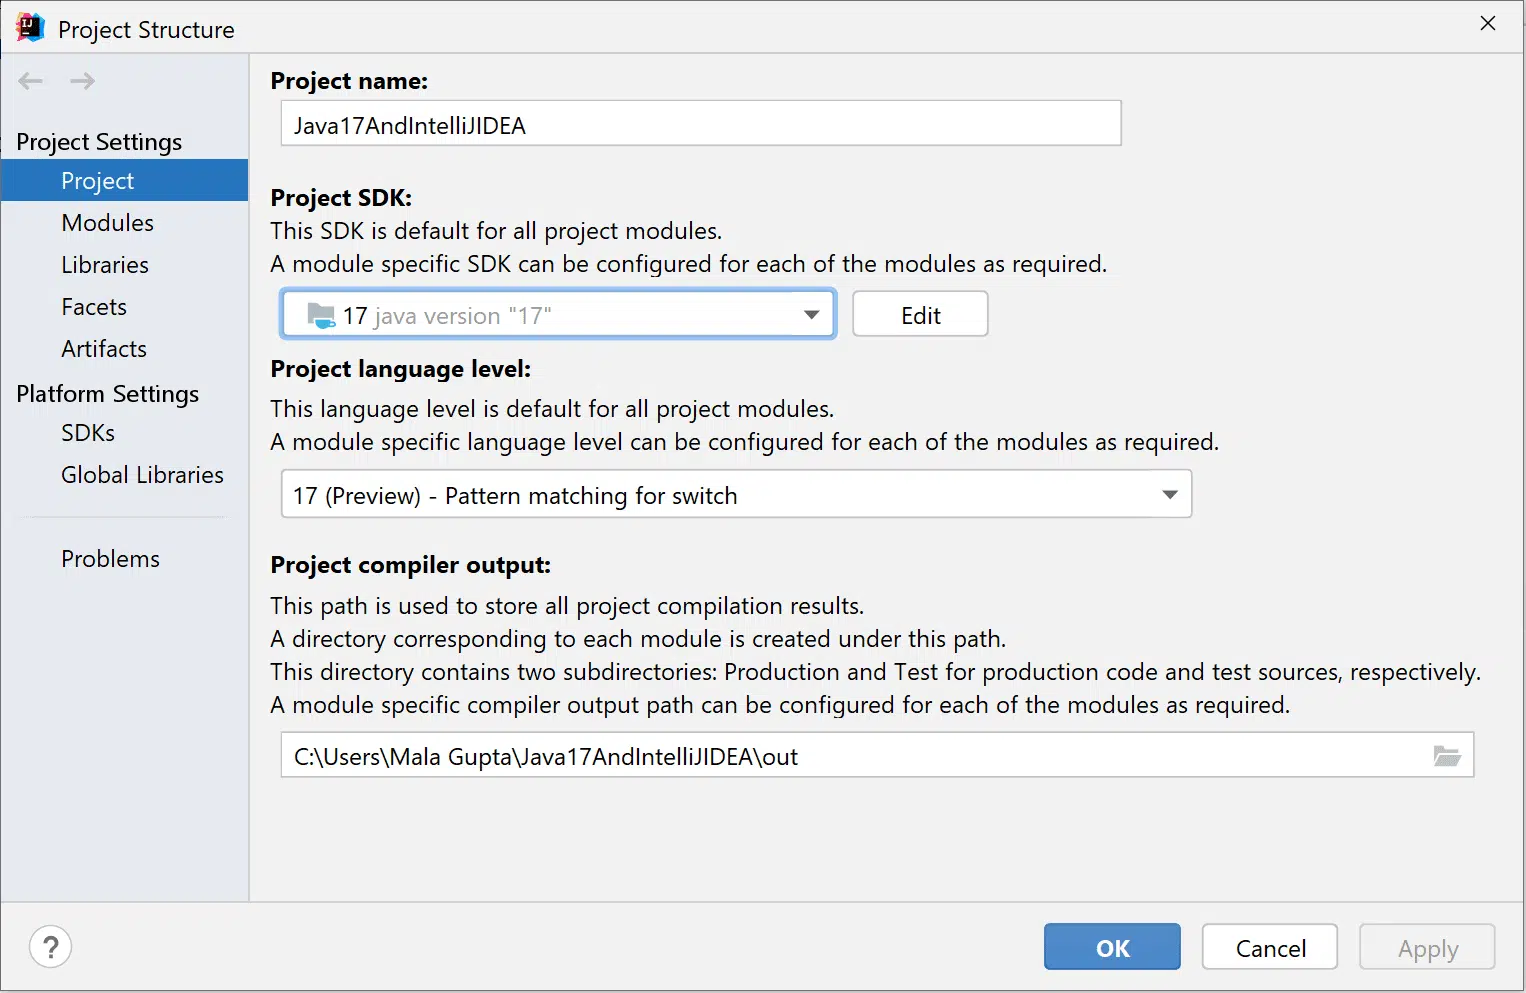 IJ
Project Structure
Project Settings
Project
Modules
Libraries
Facets
Artifacts
Platform Settings
SDKs
Global Libraries
Problems
Project name:
Java17AndIntelliJIDEA
Project SDK:
This SDK is default for all project modules.
A module specific SDK can be configured for each of the modules as required.
17 java version "17"
Edit
Project language level:
This language level is default for all project modules.
A module specific language level can be configured for each of the modules as required.
17 (Preview) - Pattern matching for switch
Project compiler output:
This path is used to store all project compilation results.
A directory corresponding to each module is created under this path.
This directory contains two subdirectories: Production and Test for production code and test sources, respectively.
A module specific compiler output path can be configured for each of the modules as required.
C:\Users\Mala Gupta\Java17AndIntelliJIDEA\out
?
OK
Cancel
Apply